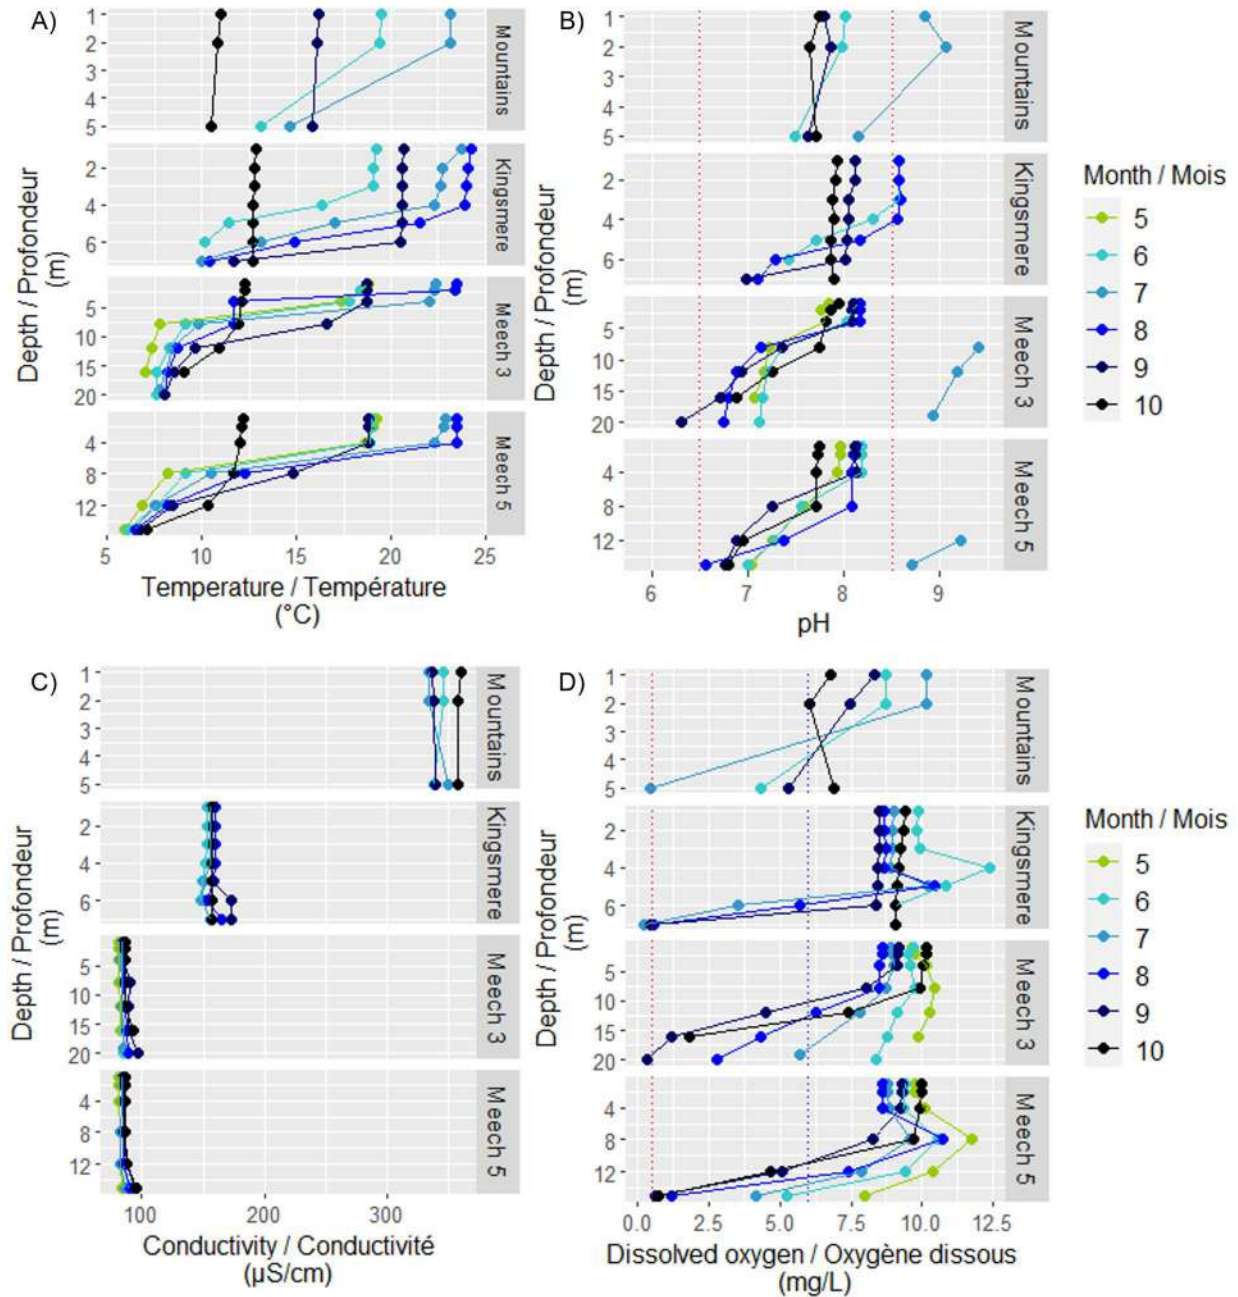 A)
1
2
3
4
5
Mountains
2
4
6
Kingsmere
5
10
15
20
Meech 3
4
8
12
Meech 5
Depth / Profondeur
(m)
5 10 15 20 25
Temperature / Température
(°C)
B)
1
2
3
4
5
Mountains
2
4
6
Kingsmere
5
10
15
20
Meech 3
4
8
12
Meech 5
Depth / Profondeur
(m)
6 7 8 9
pH
Month / Mois
5
6
7
8
9
10
C)
1
2
3
4
5
Mountains
2
4
6
Kingsmere
5
10
15
20
Meech 3
4
8
12
Meech 5
Depth / Profondeur
(m)
100 200 300
Conductivity / Conductivité
(µS/cm)
D)
1
2
3
4
5
Mountains
2
4
6
Kingsmere
5
10
15
20
Meech 3
4
8
12
Meech 5
Depth / Profondeur
(m)
0.0 2.5 5.0 7.5 10.0 12.5
Dissolved oxygen / Oxygène dissous
(mg/L)
Month / Mois
5
6
7
8
9
10